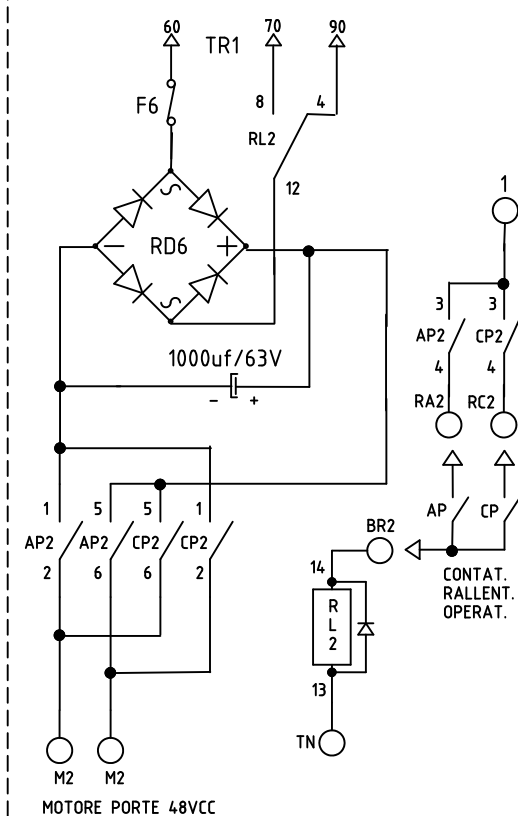 60
70
90
TR1
F6
8
4
RL2
12
1
RD6
3
3
AP2
CP2
4
4
1000uf/63V
- +
RA2
RC2
1
5
5
1
AP
CP
AP2
AP2
CP2
CP2
BR2
2
6
6
2
14
CONTAT.
RALLENT.
OPERAT.
R
L
2
13
TN
M2
M2
MOTORE PORTE 48VCC